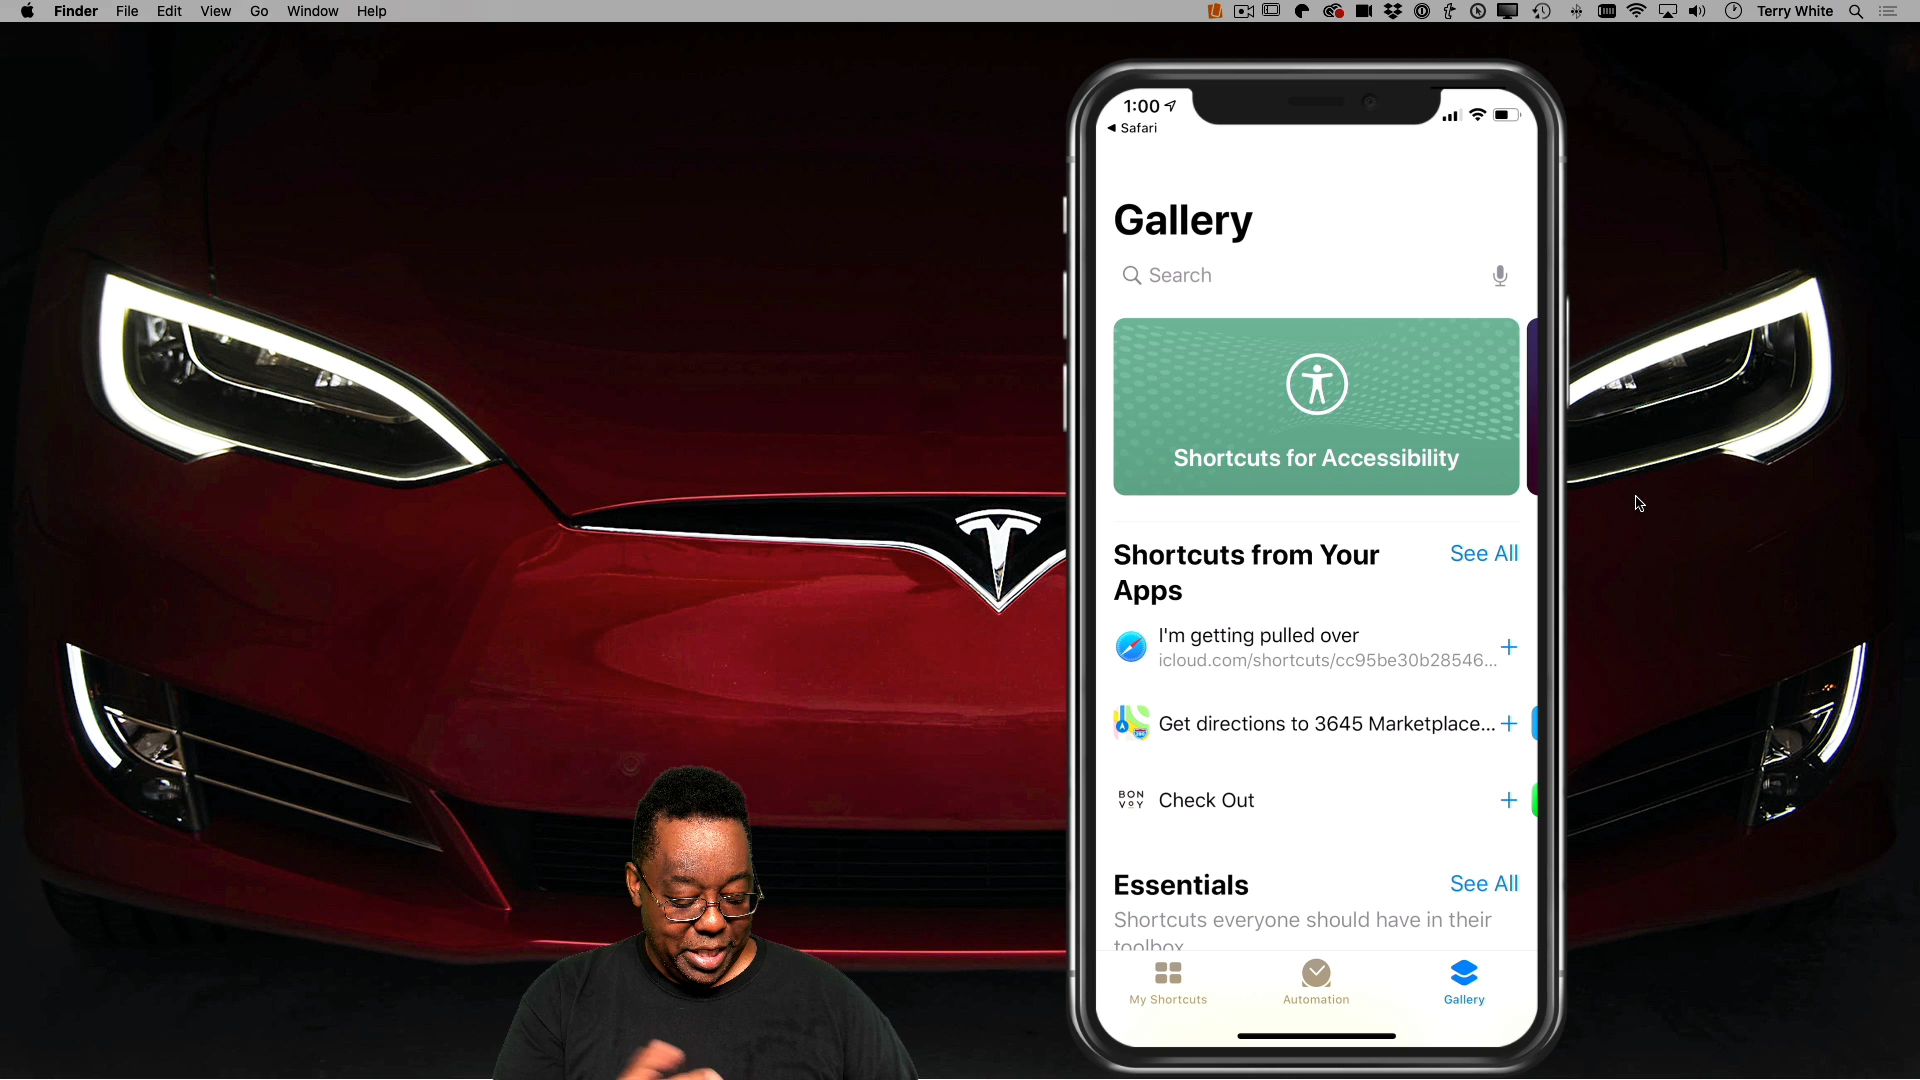 Finder File Edit View Go Window Help
Terry White
1:00
Safari
Gallery
Search
Shortcuts for Accessibility
Shortcuts from Your
Apps
See All
I'm getting pulled over
icloud.com/shortcuts/cc95be30b28546...
Get directions to 3645 Marketplace...
BON
VOY
Check Out
Essentials
See All
Shortcuts everyone should have in their
toolbox
My Shortcuts
Automation
Gallery